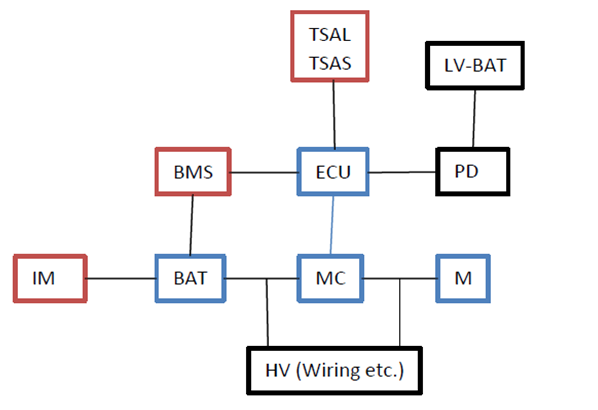 TSAL
TSAS
LV-BAT
BMS
ECU
PD
IM
BAT
MC
M
HV (Wiring etc.)